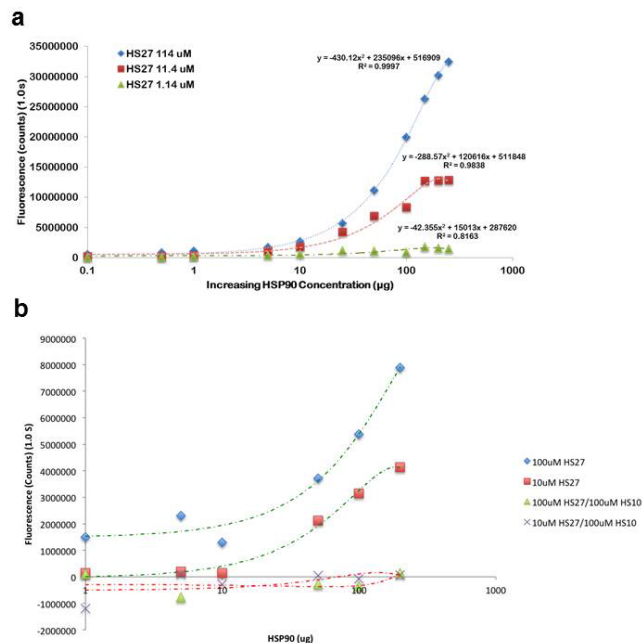 a
Fluorescence (counts) (1.0s)
35000000
30000000
25000000
20000000
15000000
10000000
5000000
0
HS27 114 uM
HS27 11.4 uM
HS27 1.14 uM
y = -430.12x² + 235096x + 516909
R² = 0.9997
y = -288.57x² + 120616x + 511848
R² = 0.9838
y = -42.355x² + 15013x + 287620
R² = 0.8163
0.1 1 10 100 1000
Increasing HSP90 Concentration (µg)
b
Fluorescence (Counts) (1.0 S)
9000000
8000000
7000000
6000000
5000000
4000000
3000000
2000000
1000000
0
-1000000
-2000000
1 10 100 1000
HSP90 (ug)
100uM HS27
10uM HS27
100uM HS27/100uM HS10
10uM HS27/100uM HS10